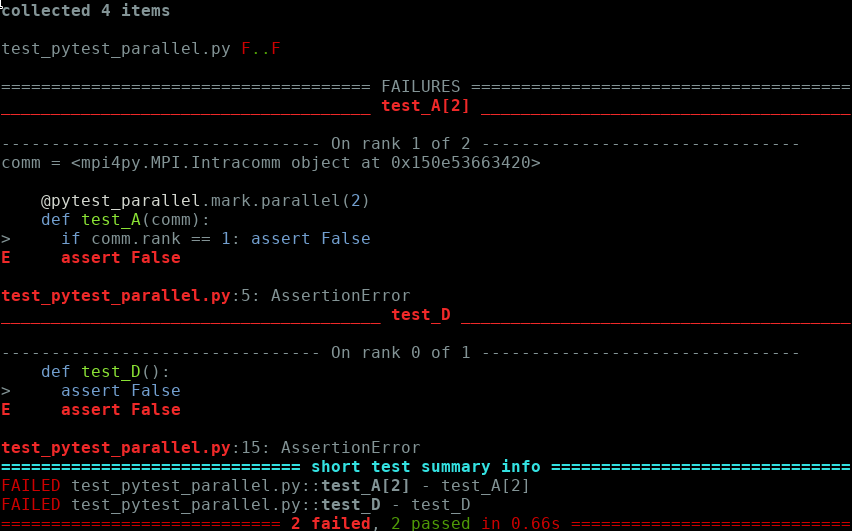 collected 4 items
test_pytest_parallel.py F..F
===================================== FAILURES ======================================
_____________________________________ test_A[2] _____________________________________
-------------------------------- On rank 1 of 2 --------------------------------
comm = <mpi4py.MPI.Intracomm object at 0x150e53663420>
    @pytest_parallel.mark.parallel(2)
    def test_A(comm):
>     if comm.rank == 1: assert False
E     assert False
test_pytest_parallel.py:5: AssertionError
______________________________________ test_D _______________________________________
-------------------------------- On rank 0 of 1 --------------------------------
    def test_D():
>     assert False
E     assert False
test_pytest_parallel.py:15: AssertionError
============================== short test summary info ==============================
FAILED test_pytest_parallel.py::test_A[2] - test_A[2]
FAILED test_pytest_parallel.py::test_D - test_D
============================ 2 failed, 2 passed in 0.66s ============================